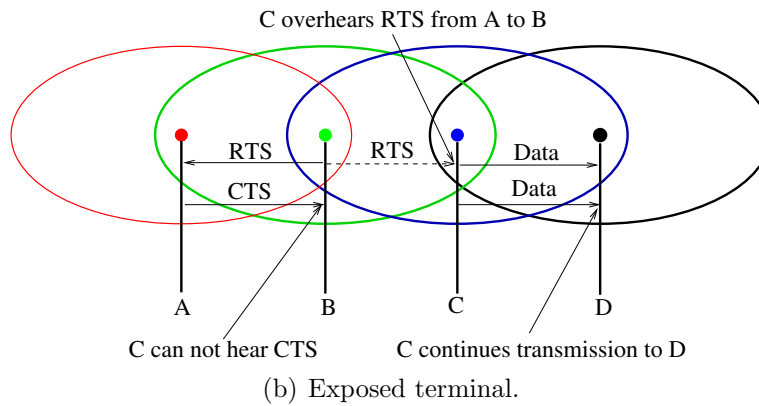 C overhears RTS from A to B
RTS
RTS
Data
CTS
Data
A
B
C
D
C can not hear CTS
C continues transmission to D
(b) Exposed terminal.